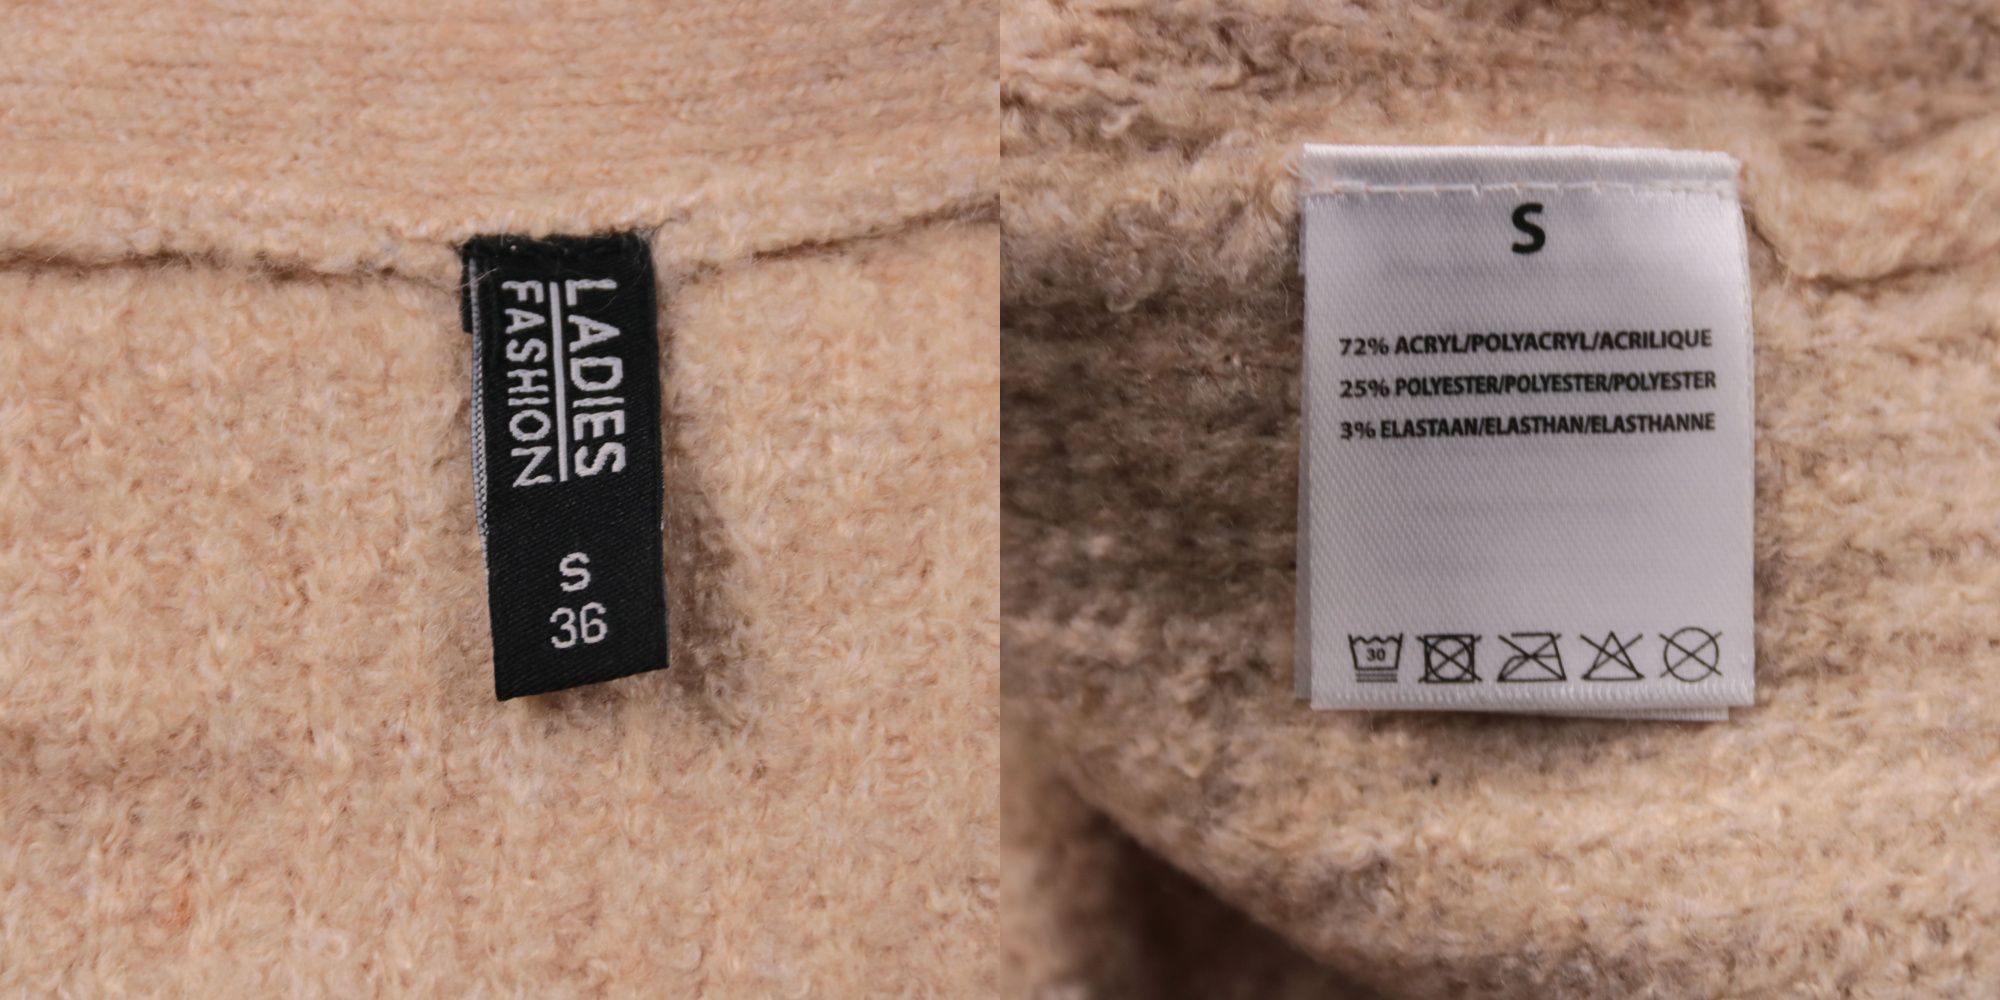 LADIES
FASHION
S
36
S
72% ACRYL/POLYACRYL/ACRILIQUE
25% POLYESTER/POLYESTER/POLYESTER
3% ELASTAAN/ELASTHAN/ELASTHANNE
30